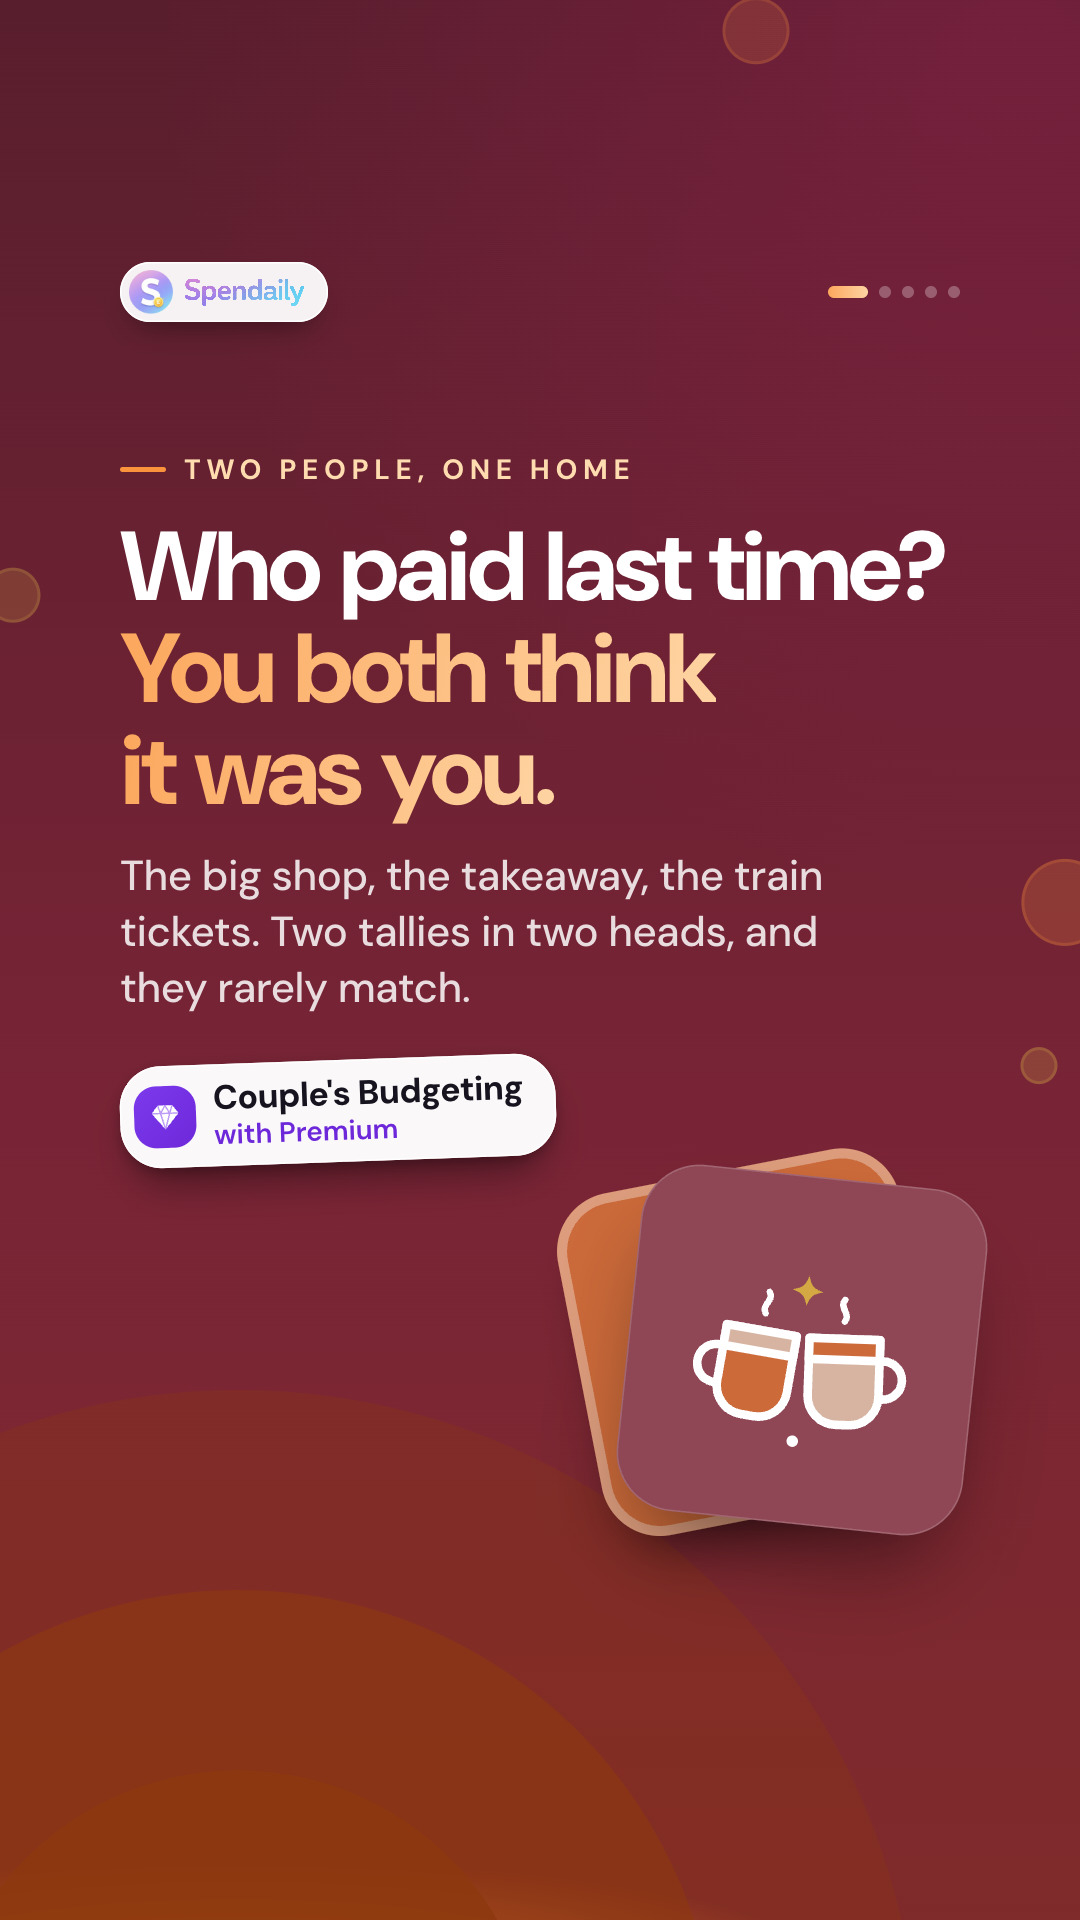 Spendaily
TWO PEOPLE, ONE HOME
Who paid last time?
You both think
it was you.
The big shop, the takeaway, the train
tickets. Two tallies in two heads, and
they rarely match.
Couple's Budgeting
with Premium